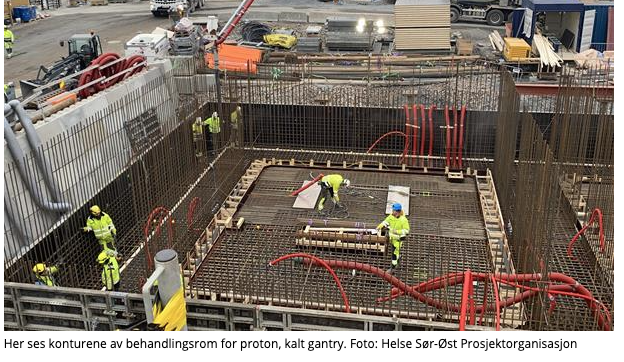 Her ses konturene av behandlingsrom for proton, kalt gantry. Foto: Helse Sør-Øst Prosjektorganisasjon